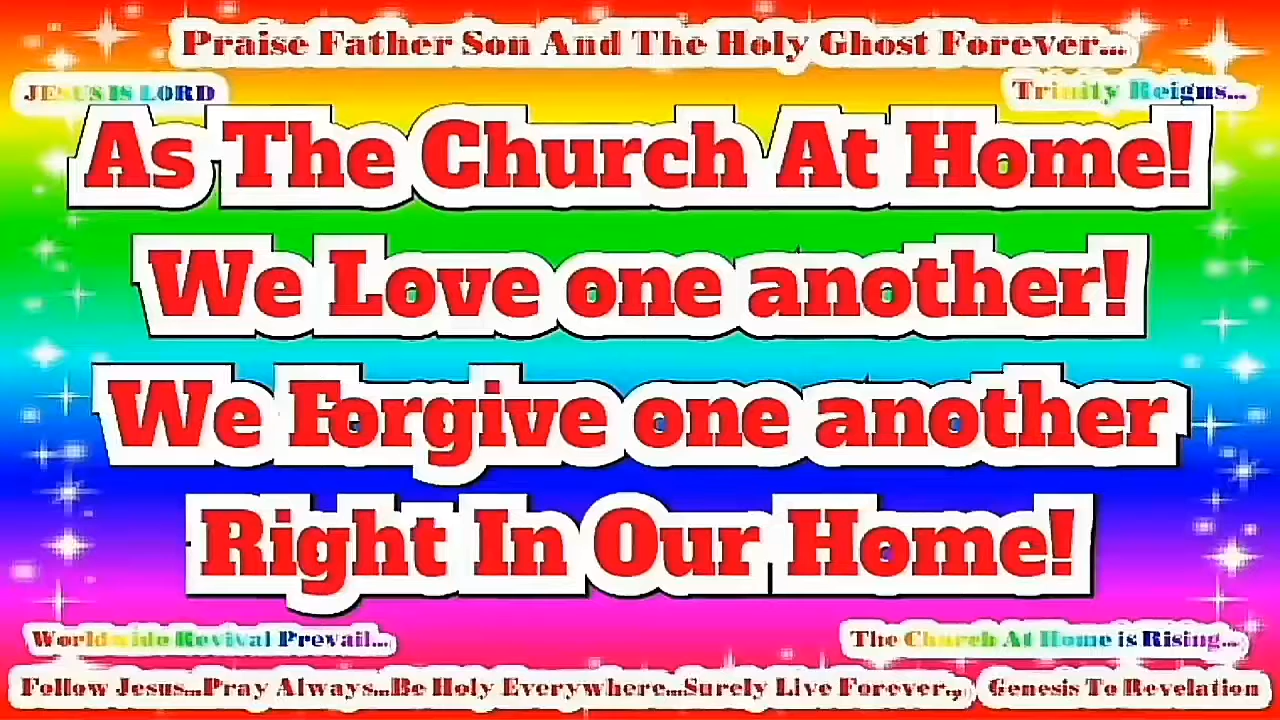 Praise Father Son And The Holy Ghost Forever...
JESUS IS LORD
Trinity Reigns...
As The Church At Home!
We Love one another!
We Forgive one another
Right In Our Home!
Worldwide Revival Prevail...
The Church At Home is Rising...
Follow Jesus...Pray Always...Be Holy Everywhere...Surely Live Forever.,,
Genesis To Revelation